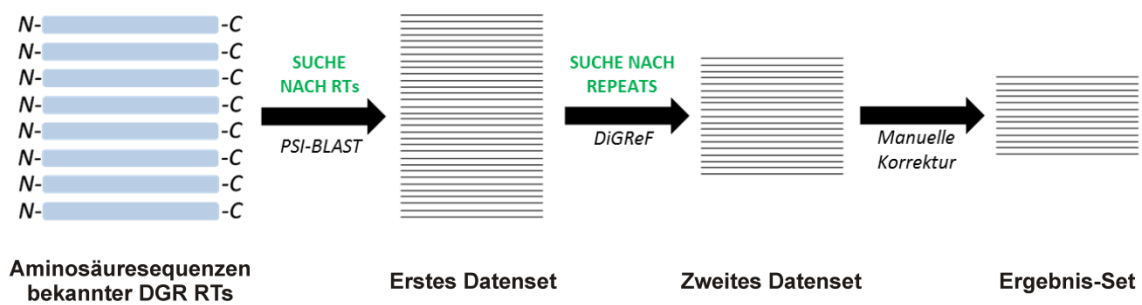 N- -C
N- -C
N- -C
N- -C
N- -C
N- -C
N- -C
N- -C
SUCHE
NACH RTs
PSI-BLAST
SUCHE NACH
REPEATS
DiGReF
Manuelle
Korrektur
Aminosäuresequenzen
bekannter DGR RTs
Erstes Datenset
Zweites Datenset
Ergebnis-Set